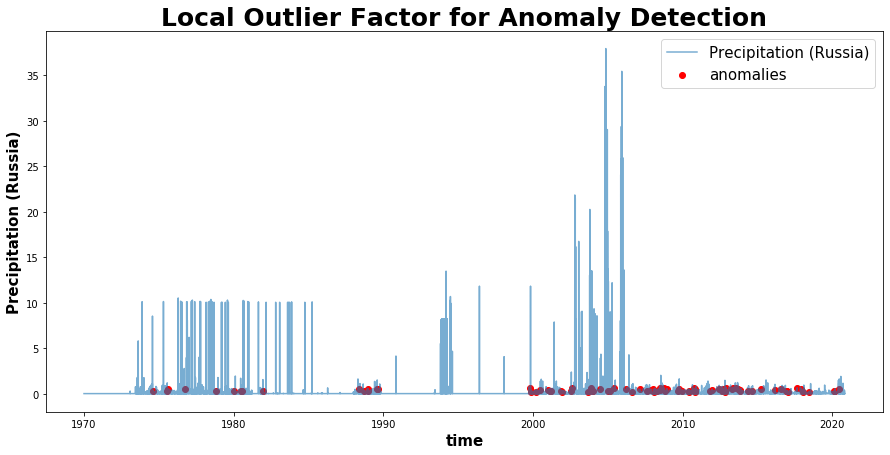 Local Outlier Factor for Anomaly Detection
Precipitation (Russia)
anomalies
Precipitation (Russia)
35
30
25
20
15
10
5
0
1970 1980 1990 2000 2010 2020
time